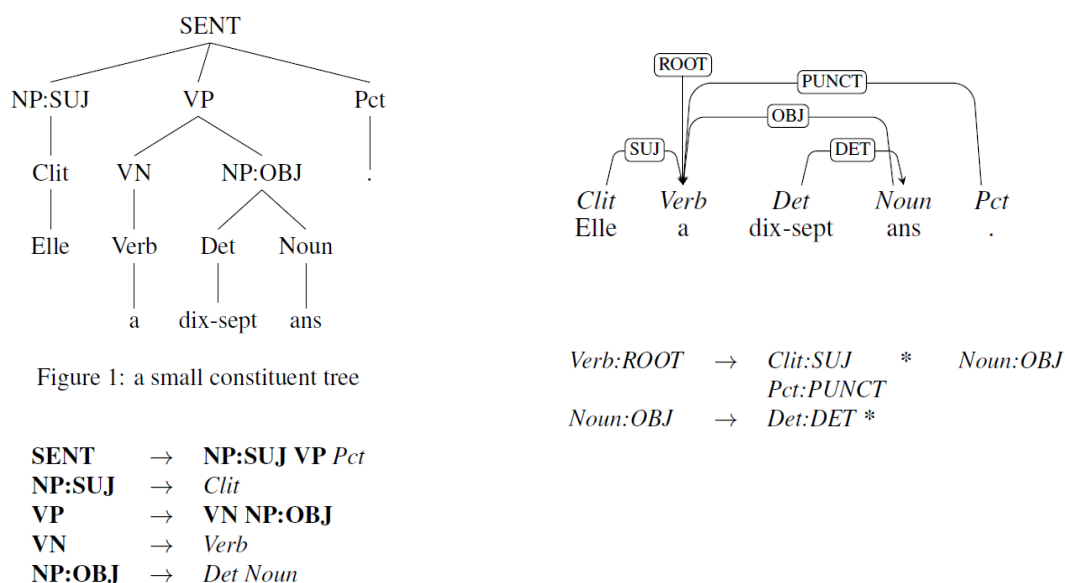 SENT
NP:SUJ VP Pct
Clit VN NP:OBJ .
Elle Verb Det Noun
a dix-sept ans
Figure 1: a small constituent tree
SENT → NP:SUJ VP Pct
NP:SUJ → Clit
VP → VN NP:OBJ
VN → Verb
NP:OBJ → Det Noun
ROOT
PUNCT
OBJ
SUJ DET
Clit Verb Det Noun Pct
Elle a dix-sept ans .
Verb:ROOT → Clit:SUJ * Noun:OBJ
Pct:PUNCT
Noun:OBJ → Det:DET *